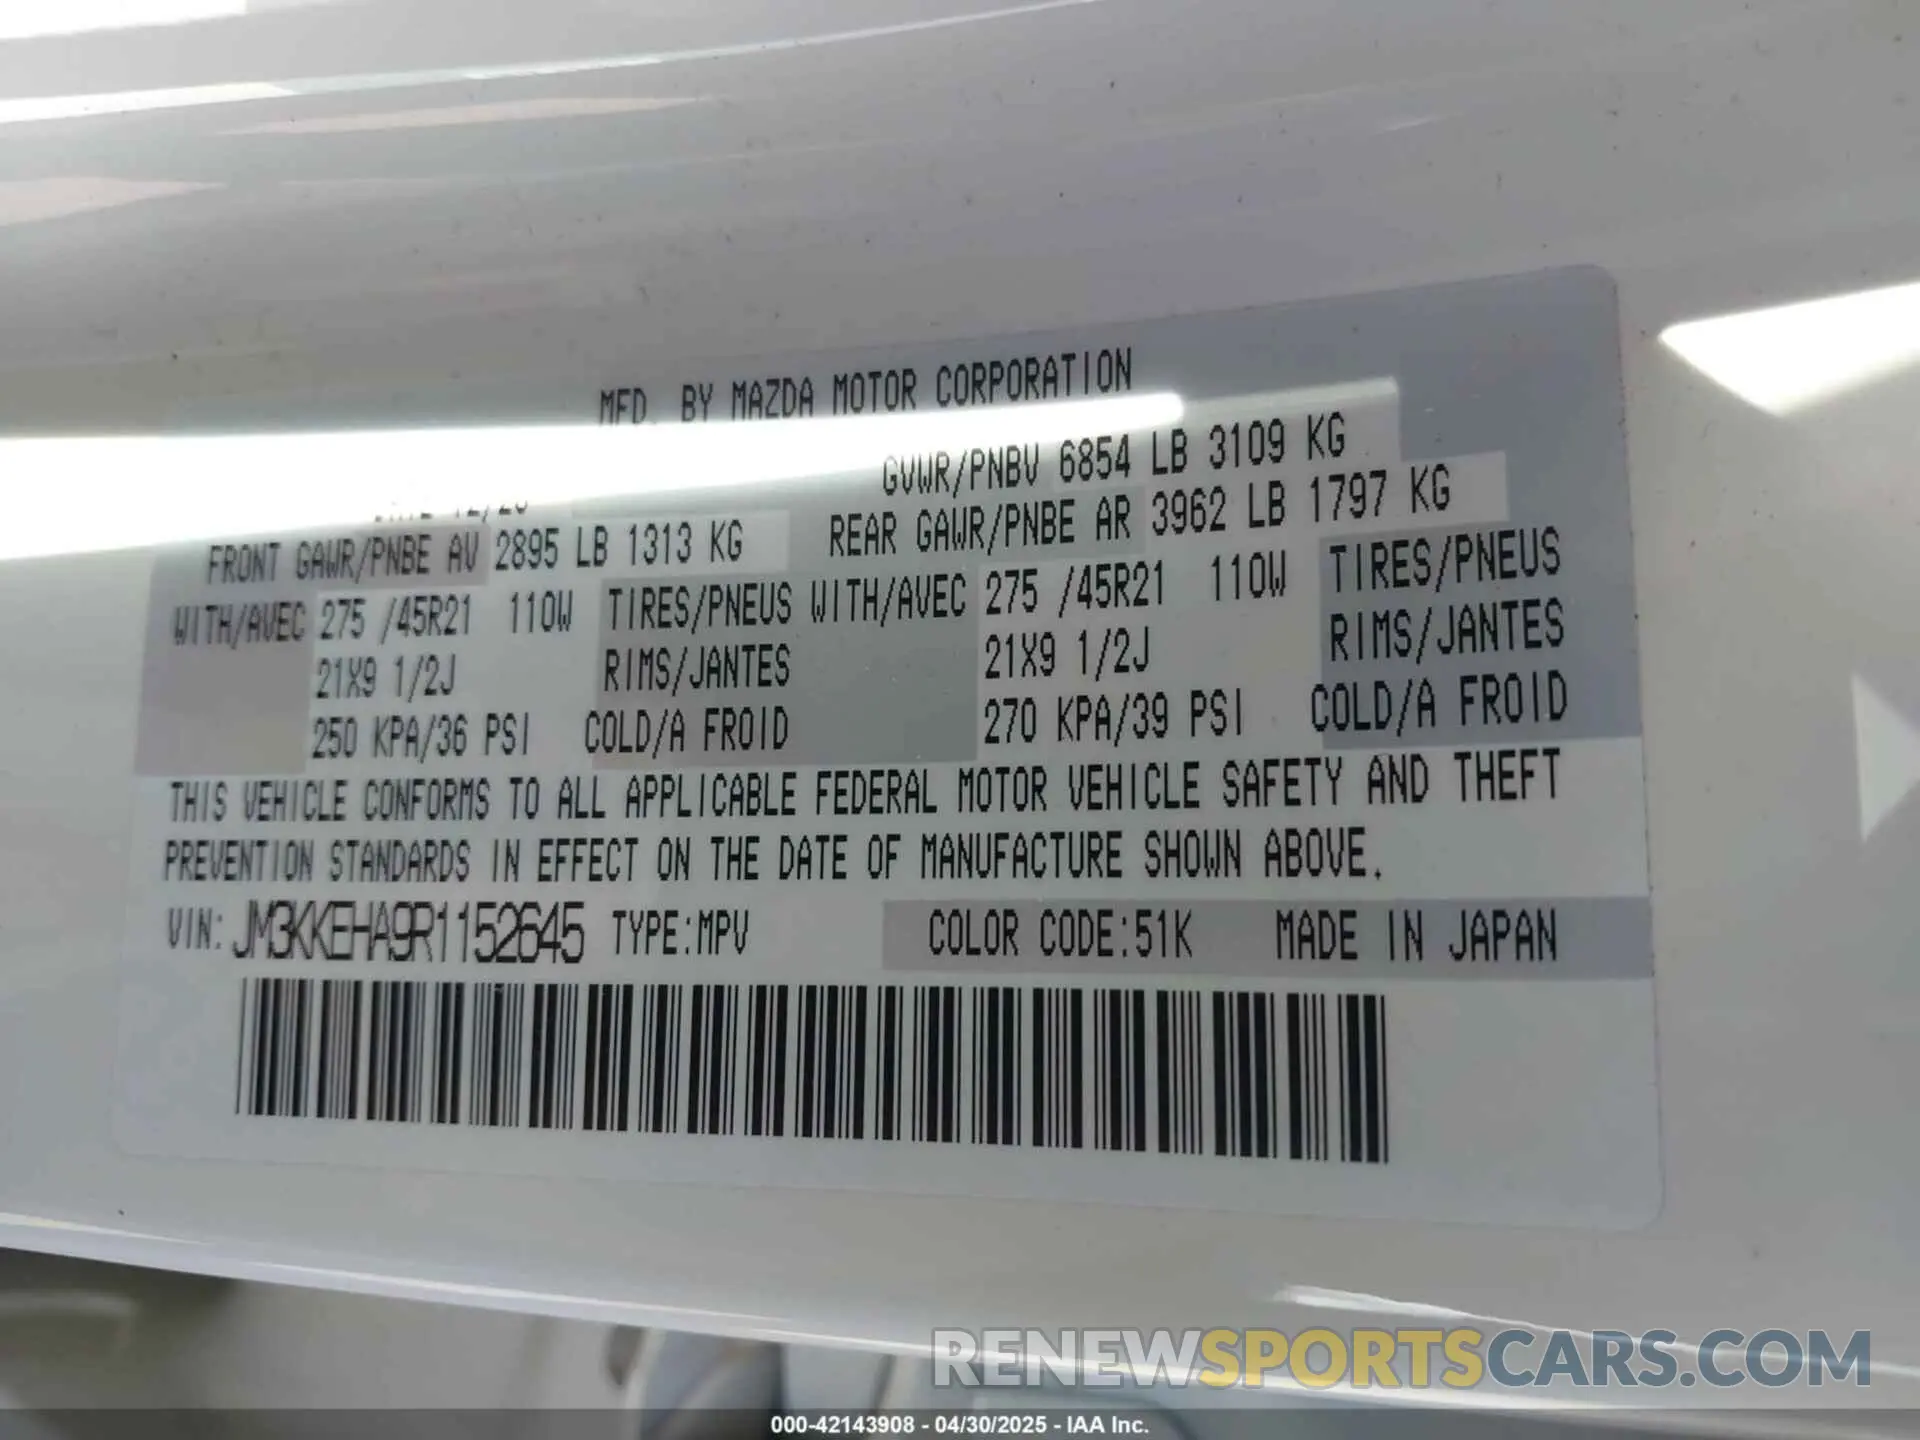 MFD. BY MAZDA MOTOR CORPORATION
GVWR/PNBV 6854 LB 3109 KG
FRONT GAWR/PNBE AV 2895 LB 1313 KG REAR GAWR/PNBE AR 3962 LB 1797 KG
WITH/AVEC 275 /45R21 110W TIRES/PNEUS WITH/AVEC 275 /45R21 110W TIRES/PNEUS
21X9 1/2J RIMS/JANTES 21X9 1/2J RIMS/JANTES
250 KPA/36 PSI COLD/A FROID 270 KPA/39 PSI COLD/A FROID
THIS VEHICLE CONFORMS TO ALL APPLICABLE FEDERAL MOTOR VEHICLE SAFETY AND THEFT
PREVENTION STANDARDS IN EFFECT ON THE DATE OF MANUFACTURE SHOWN ABOVE.
VIN: JM3KKEHA9R1152645 TYPE:MPV COLOR CODE:51K MADE IN JAPAN
RENEWSPORTSCARS.COM
000-42143908 - 04/30/2025 - IAA Inc.